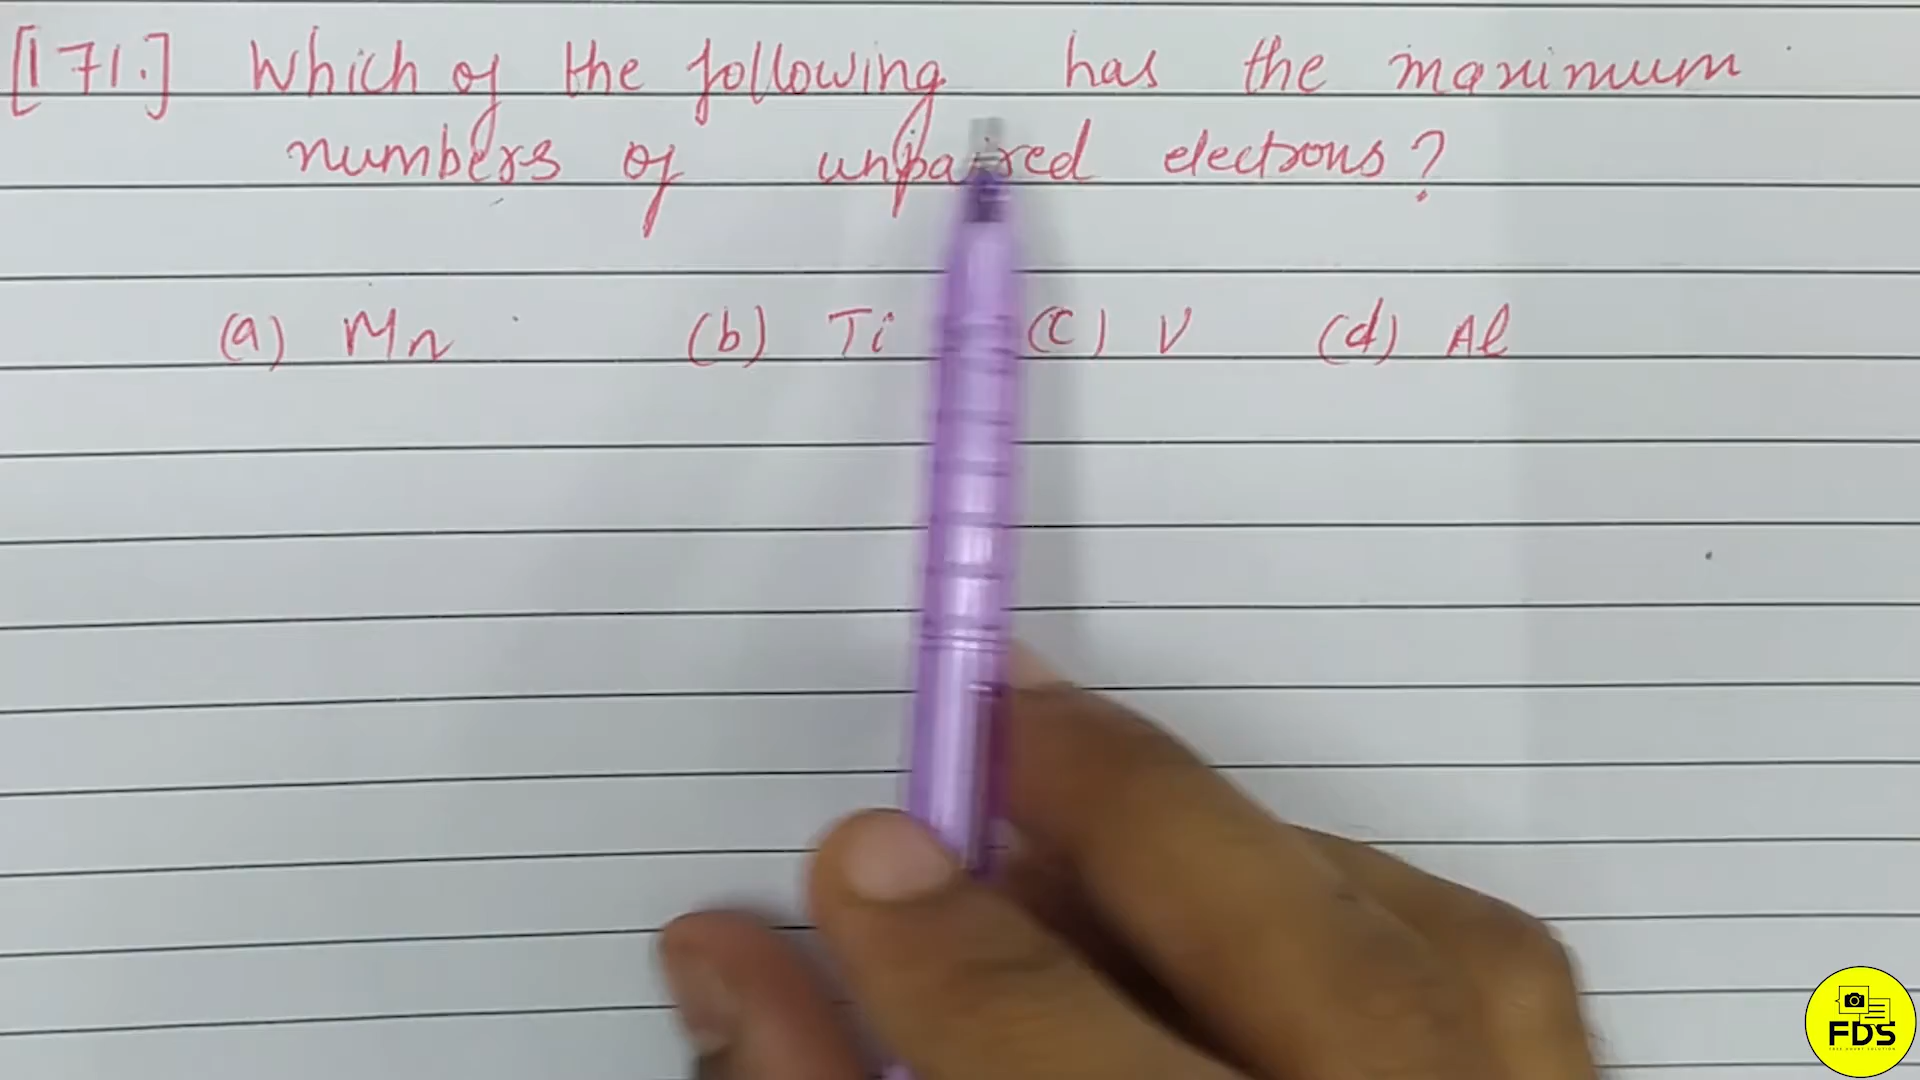 [171.] Which of the following has the maximum
numbers of unpaired electrons?
(a) Mn (b) Ti (c) V (d) Al
FDS